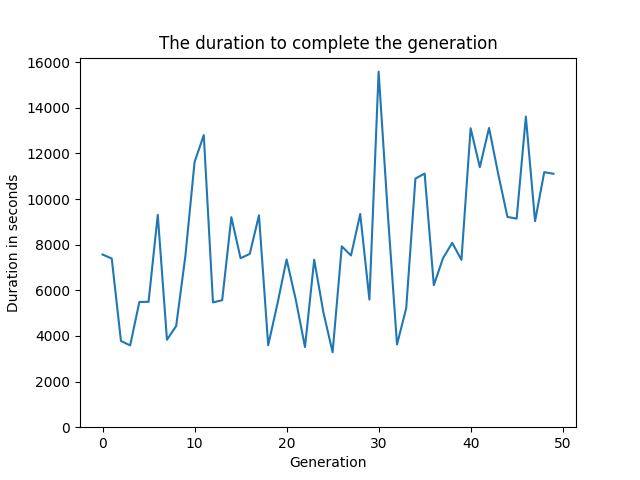 The duration to complete the generation
16000
14000
12000
10000
8000
6000
4000
2000
0
Duration in seconds
0 10 20 30 40 50
Generation